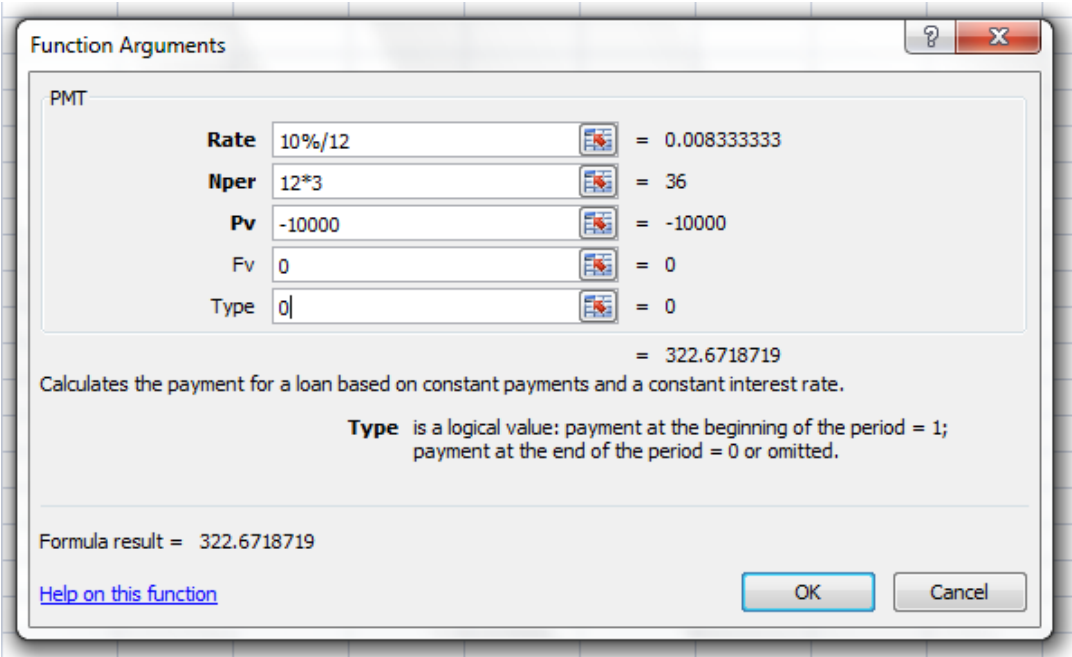 Function Arguments
PMT
Rate 10%/12 = 0.008333333
Nper 12*3 = 36
Pv -10000 = -10000
Fv 0 = 0
Type 0 = 0
= 322.6718719
Calculates the payment for a loan based on constant payments and a constant interest rate.
Type is a logical value: payment at the beginning of the period = 1;
payment at the end of the period = 0 or omitted.
Formula result = 322.6718719
Help on this function OK Cancel